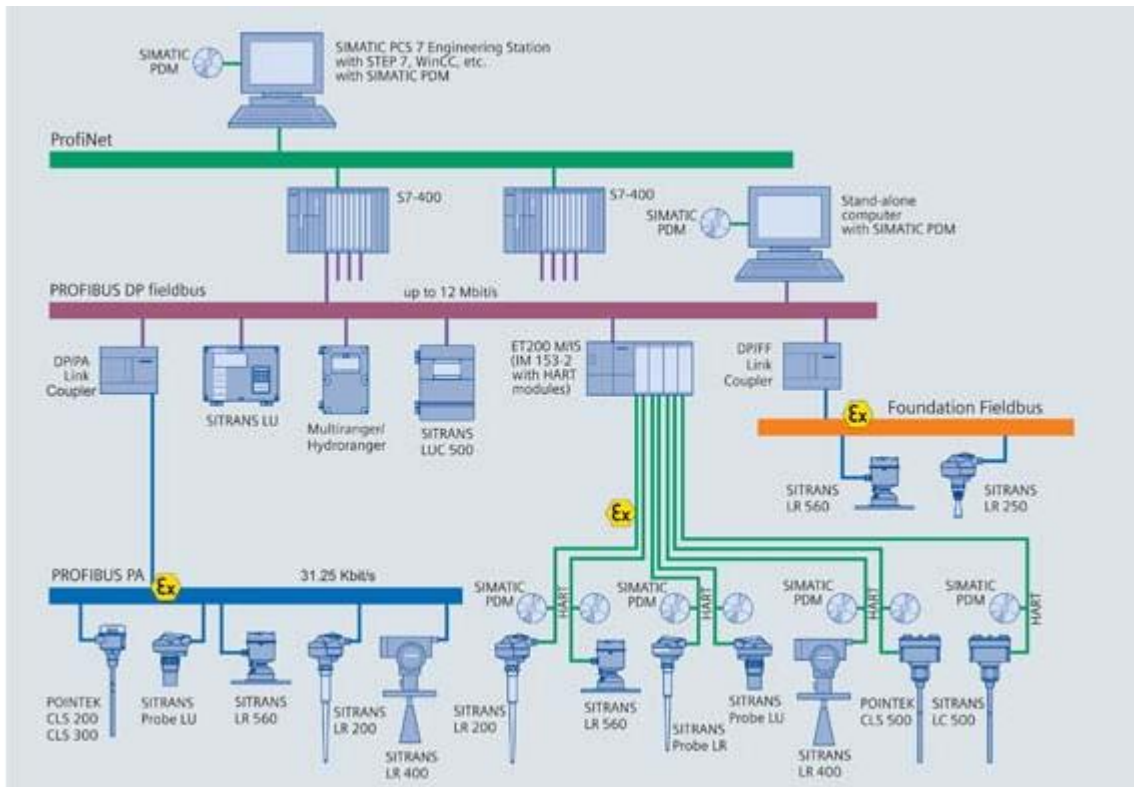 SIMATIC
PDM
SIMATIC PCS 7 Engineering Station
with STEP 7, WinCC, etc.
with SIMATIC PDM
ProfiNet
S7-400
S7-400
SIMATIC
PDM
Stand-alone
computer
with SIMATIC PDM
PROFIBUS DP fieldbus
up to 12 Mbit/s
DP/PA
Link
Coupler
SITRANS LU
Multiranger/
Hydroranger
SITRANS
LUC 500
ET200 M/IS
(IM 153-2
with HART
modules)
DP/FF
Link
Coupler
Ex
Foundation Fieldbus
SITRANS
LR 560
SITRANS
LR 250
Ex
PROFIBUS PA
Ex
31.25 Kbit/s
SIMATIC
PDM
HART
SIMATIC
PDM
HART
SIMATIC
PDM
HART
SIMATIC
PDM
HART
POINTEK
CLS 200
CLS 300
SITRANS
Probe LU
SITRANS
LR 560
SITRANS
LR 200
SITRANS
LR 400
SITRANS
LR 200
SITRANS
LR 560
SITRANS
Probe LR
SITRANS
Probe LU
SITRANS
LR 400
POINTEK
CLS 500
SITRANS
LC 500